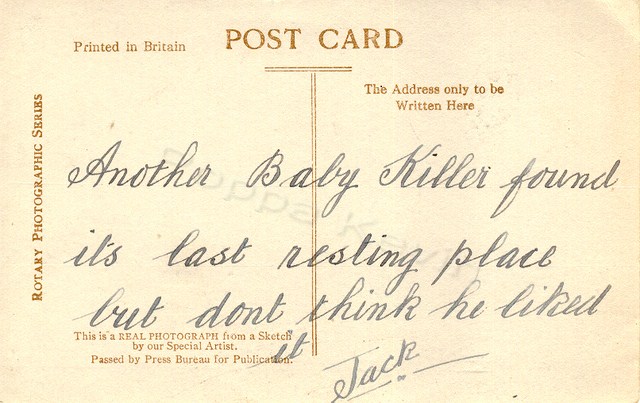 Printed in Britain
POST CARD
The Address only to be
Written Here
ROTARY PHOTOGRAPHIC SERIES
Another Baby Killer found
it's last resting place
but dont think he liked
it
Jack
This is a REAL PHOTOGRAPH from a Sketch
by our Special Artist.
Passed by Press Bureau for Publication.